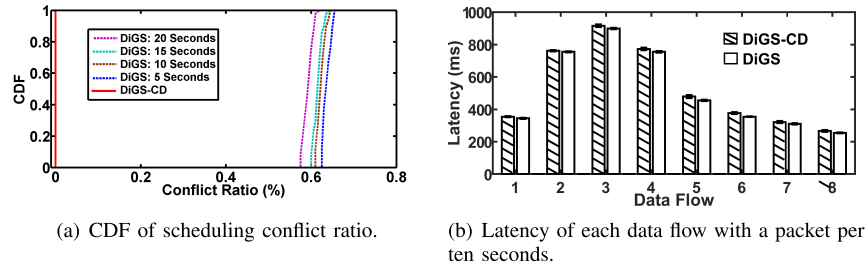 1
0.8
0.6
0.4
0.2
0
CDF
DiGS: 20 Seconds
DiGS: 15 Seconds
DiGS: 10 Seconds
DiGS: 5 Seconds
DiGS-CD
0 0.2 0.4 0.6 0.8
Conflict Ratio (%)
(a) CDF of scheduling conflict ratio.
1000
800
600
400
200
0
Latency (ms)
DiGS-CD
DiGS
1 2 3 4 5 6 7 8
Data Flow
(b) Latency of each data flow with a packet per
ten seconds.